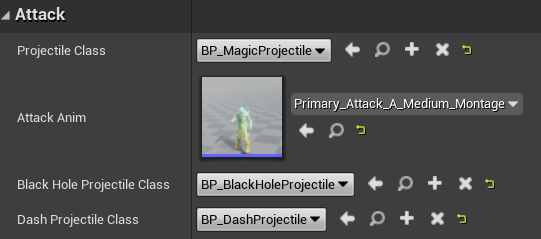 Attack
Projectile Class BP_MagicProjectile
Attack Anim Primary_Attack_A_Medium_Montage
Black Hole Projectile Class BP_BlackHoleProjectile
Dash Projectile Class BP_DashProjectile